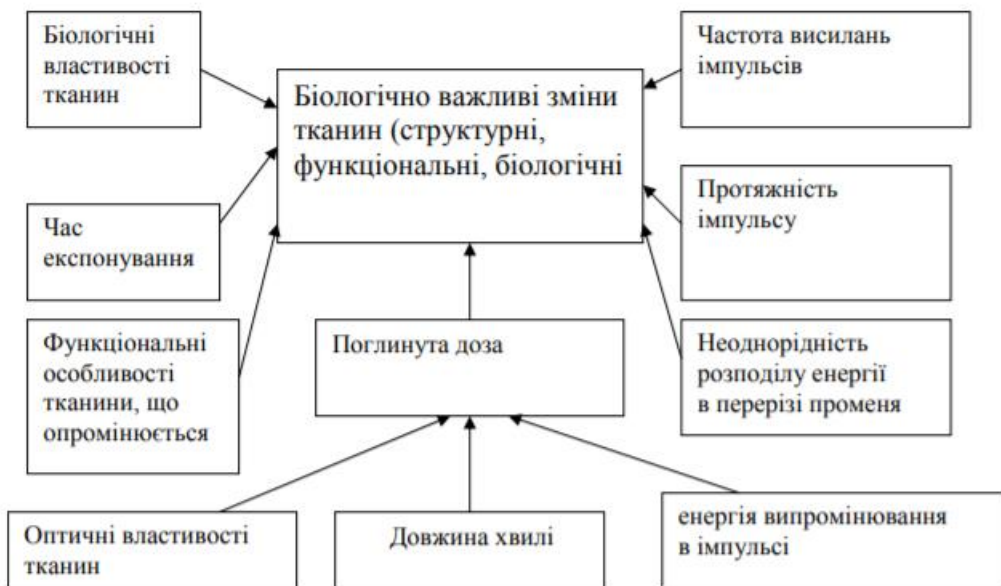 Біологічні
властивості
тканин
Біологічно важливі зміни
тканин (структурні,
функціональні, біологічні
Частота висилань
імпульсів
Час
експонування
Протяжність
імпульсу
Функціональні
особливості
тканини, що
опромінюється
Поглинута доза
Неоднорідність
розподілу енергії
в перерізі променя
Оптичні властивості
тканин
Довжина хвилі
енергія випромінювання
в імпульсі